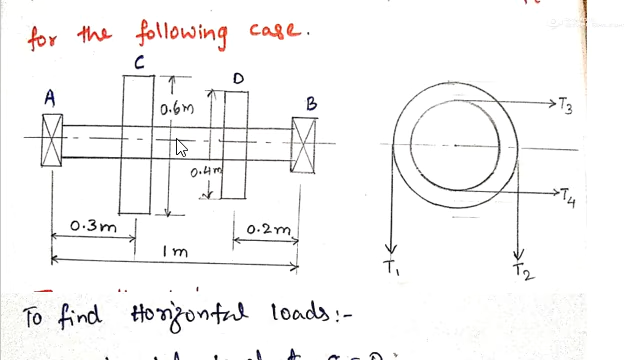 for the following case.
C
D
A
B
0.6m
0.4m
0.3m
0.2m
1m
T3
T4
T1
T2
To find Horizontal loads:-